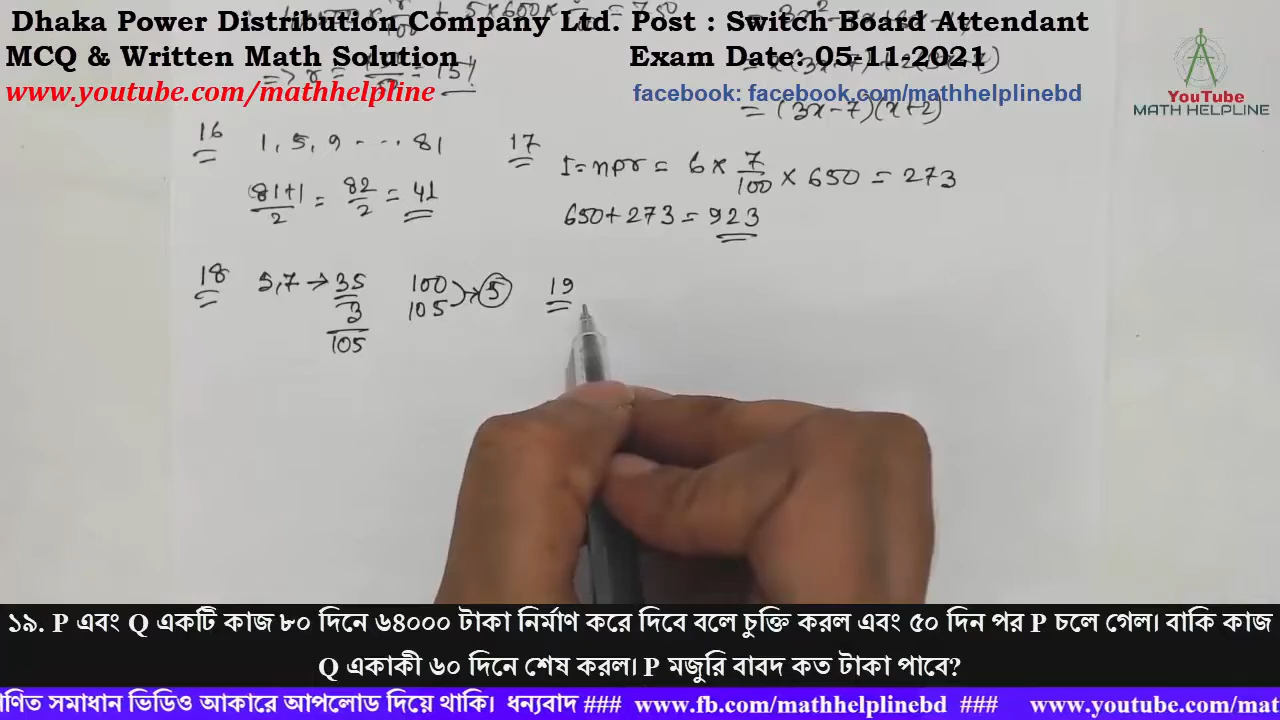 Dhaka Power Distribution Company Ltd. Post : Switch Board Attendant
MCQ & Written Math Solution Exam Date: 05-11-2021
www.youtube.com/mathhelpline facebook: facebook.com/mathhelplinebd
YouTube
MATH HELPLINE
= (3x-7)(x+2)
16 1, 5, 9 ... 81
81+1/2 = 82/2 = 41
17 I = npr = 6 × 7/100 × 650 = 273
650+273 = 923
18 5,7 → 35
3
105
100
105 → 5
19
১৯. P এবং Q একটি কাজ ৮০ দিনে ৬৪০০০ টাকা নির্মাণ করে দিবে বলে চুক্তি করল এবং ৫০ দিন পর P চলে গেল। বাকি কাজ
Q একাকী ৬০ দিনে শেষ করল। P মজুরি বাবদ কত টাকা পাবে?
গণিত সমাধান ভিডিও আকারে আপলোড দিয়ে থাকি। ধন্যবাদ ### www.fb.com/mathhelplinebd ### www.youtube.com/mat